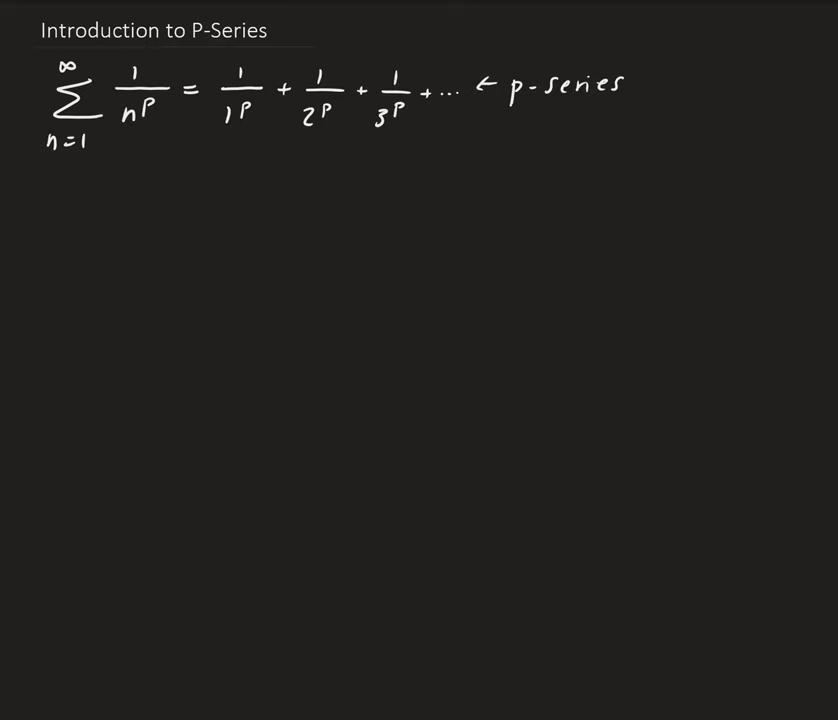 Introduction to P-Series
∞ ∑ n=1 1/n^p = 1/1^p + 1/2^p + 1/3^p + ... ← p-series